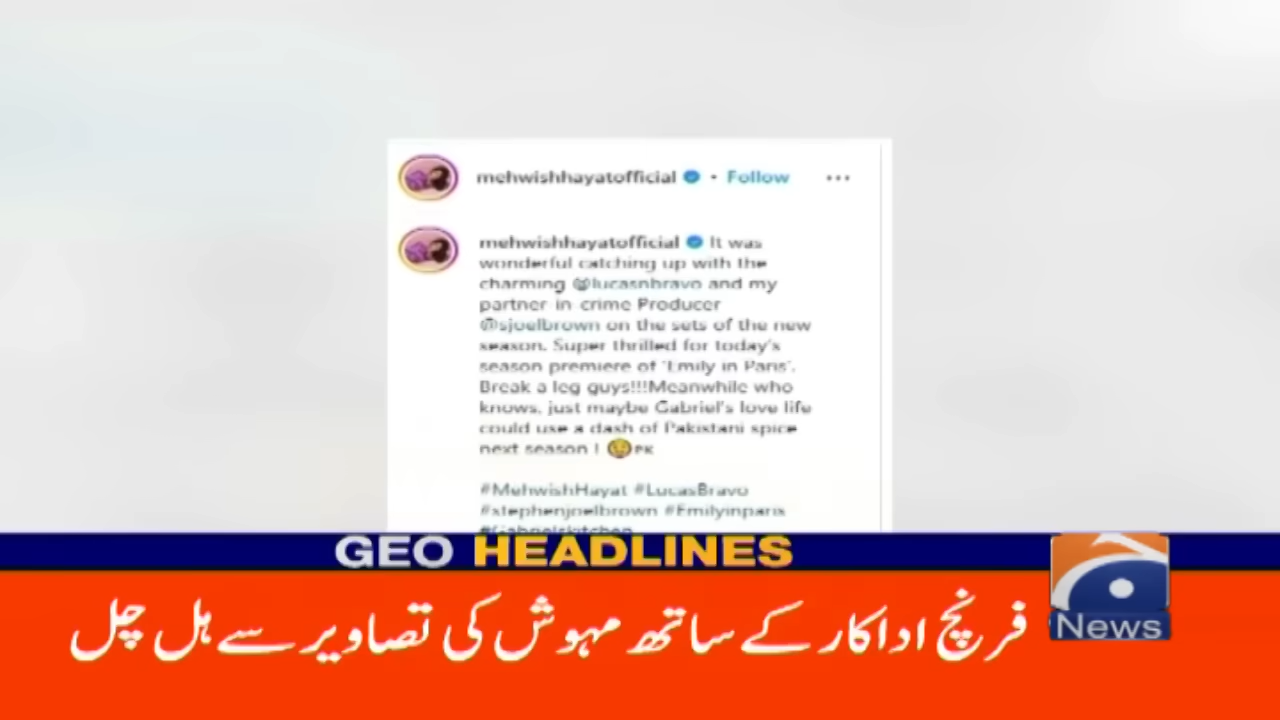 mehwishhayatofficial • Follow ...
mehwishhayatofficial It was
wonderful catching up with the
charming @lucasnbravo and my
partner-in-crime Producer
@sjoelbrown on the sets of the new
season. Super thrilled for today's
season premiere of 'Emily in Paris'.
Break a leg guys!!!Meanwhile who
knows, just maybe Gabriel's love life
could use a dash of Pakistani spice
next season ! 😉PK
#MehwishHayat #LucasBravo
#stephenjoelbrown #Emilyinparis
#Gabrielskitchen
GEO HEADLINES
فرنچ اداکار کے ساتھ مہوش کی تصاویر سے ہل چل
News